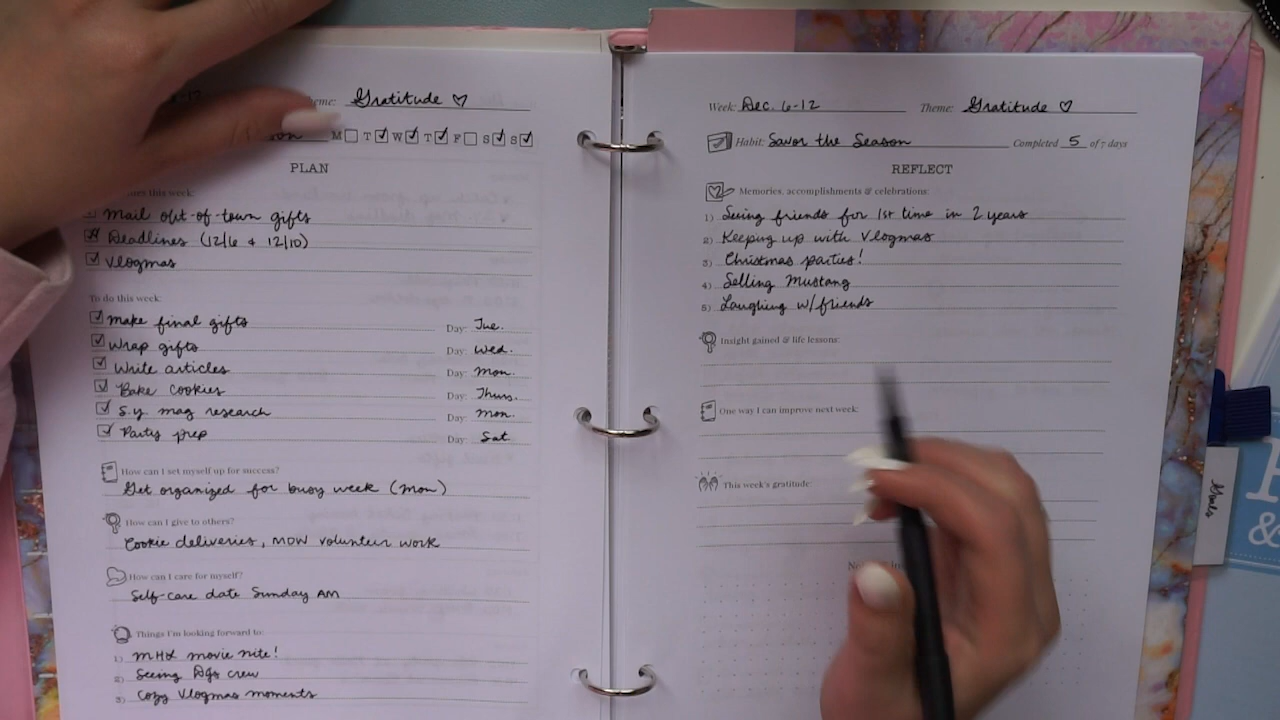 eme: Gratitude ♡
son M T W T F S S
PLAN
this week:
Mail out-of-town gifts
Deadlines (12/6 + 12/10)
Vlogmas
To do this week:
Make final gifts Day: Tue.
Wrap gifts Day: Wed.
Write articles Day: Mon.
Bake cookies Day: Thurs.
S.Y. mag research Day: Mon.
Party prep Day: Sat
How can I set myself up for success?
Get organized for busy week (Mon)
How can I give to others?
Cookie deliveries, MDW volunteer work
How can I care for myself?
Self-care date Sunday AM
Things I'm looking forward to:
1) movie nite!
2) Seeing crew
3) Cozy Vlogmas moments
Week: Dec. 6-12 Theme: Gratitude ♡
Habit: Savor the Season Completed 5 of 7 days
REFLECT
Memories, accomplishments & celebrations:
1) Seeing friends for 1st time in 2 years
2) Keeping up with Vlogmas
3) Christmas parties!
4) Selling Mustang
5) Laughing w/friends
Insight gained & life lessons:
One way I can improve next week:
This week's gratitude:
Goals
&